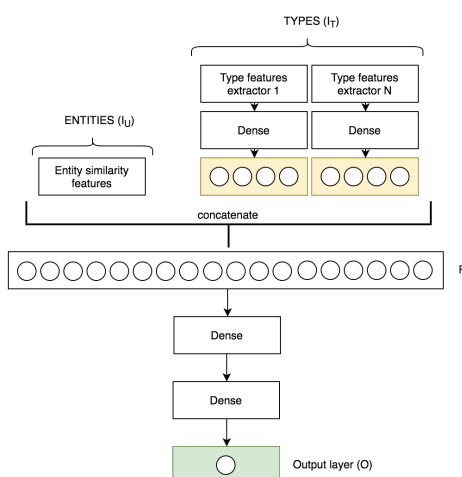 TYPES (I_T)
Type features
extractor 1
Type features
extractor N
ENTITIES (I_U)
Dense
Dense
Entity similarity
features
concatenate
F
Dense
Dense
Output layer (O)